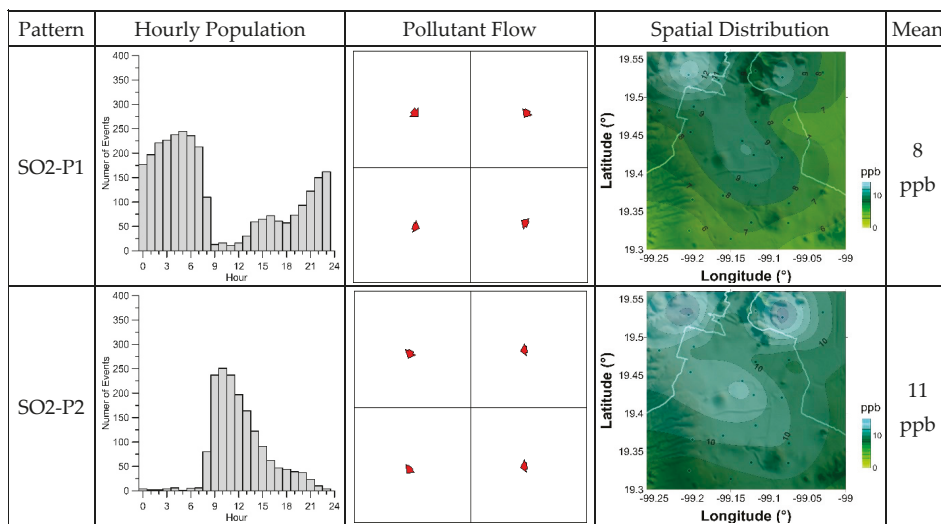 Pattern Hourly Population Pollutant Flow Spatial Distribution Mean
SO2-P1
400
350
300
250
200
150
100
50
0
Numer of Events
0 3 6 9 12 15 18 21 24
Hour
19.55
19.5
19.45
19.4
19.35
19.3
Latitude (°)
-99.25 -99.2 -99.15 -99.1 -99.05 -99
Longitude (°)
ppb
10
0
8
ppb
SO2-P2
400
350
300
250
200
150
100
50
0
Numer of Events
0 3 6 9 12 15 18 21 24
Hour
19.55
19.5
19.45
19.4
19.35
19.3
Latitude (°)
10
10
10
10
-99.25 -99.2 -99.15 -99.1 -99.05 -99
Longitude (°)
ppb
10
0
11
ppb